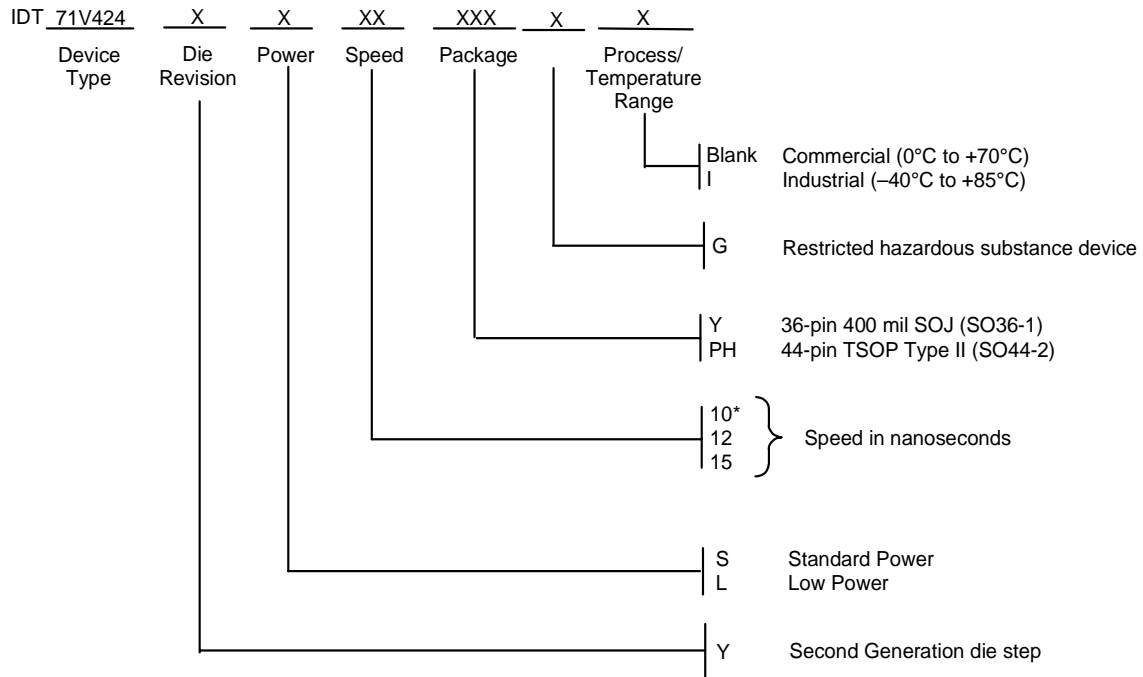 IDT 71V424 X X XX XXX X X
Device Type
Die Revision
Power
Speed
Package
Process/ Temperature Range
Blank Commercial (0°C to +70°C)
I Industrial (–40°C to +85°C)
G Restricted hazardous substance device
Y 36-pin 400 mil SOJ (SO36-1)
PH 44-pin TSOP Type II (SO44-2)
10*
12
15
Speed in nanoseconds
S Standard Power
L Low Power
Y Second Generation die step